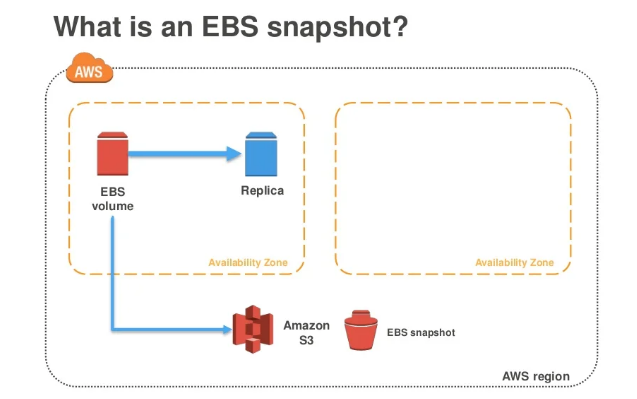 What is an EBS snapshot?
AWS
EBS
volume
Replica
Availability Zone
Availability Zone
Amazon
S3
EBS snapshot
AWS region